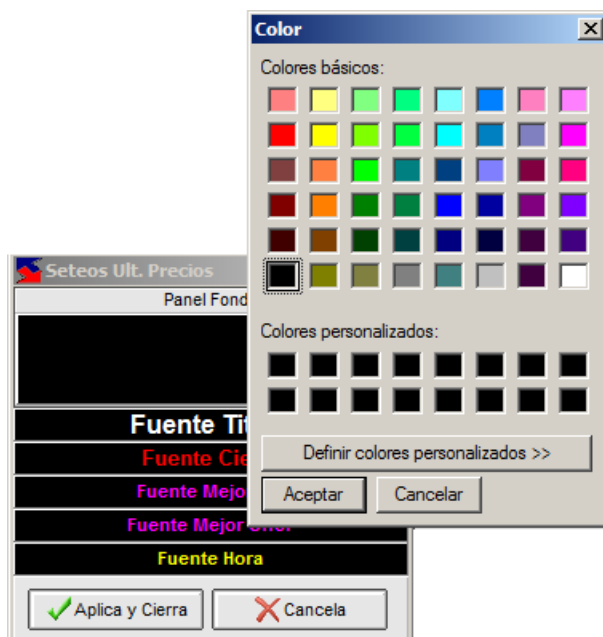 Color
Colores básicos:
Seteos Ult. Precios
Panel Fond
Colores personalizados:
Fuente Tit
Definir colores personalizados >>
Fuente Cie
Aceptar
Cancelar
Fuente Mejo
Fuente Mejor
Fuente Hora
Aplica y Cierra
Cancela